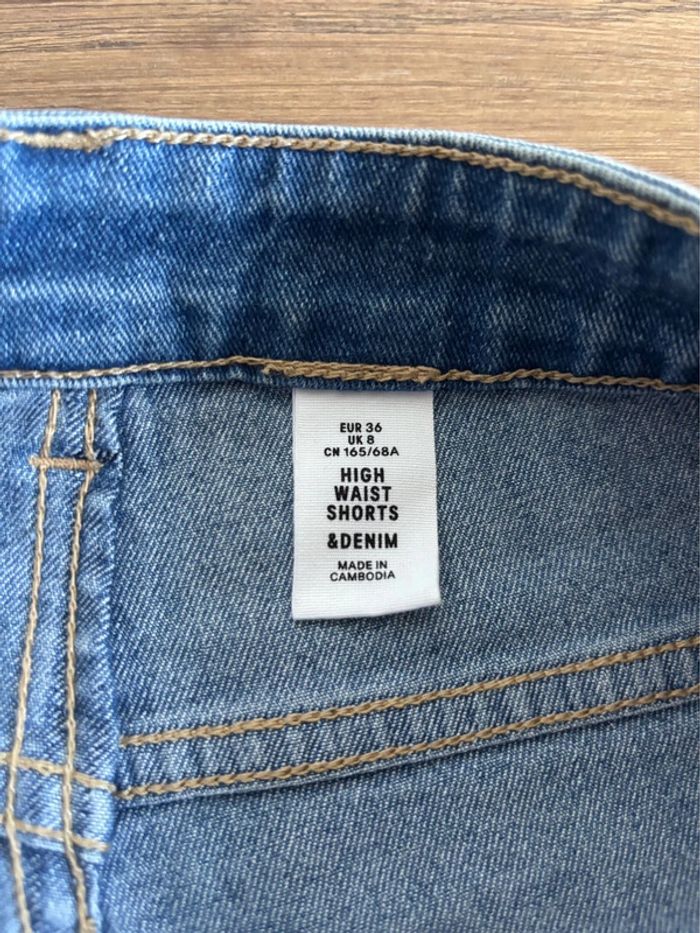 EUR 36
UK 8
CN 165/68A
HIGH
WAIST
SHORTS
&DENIM
MADE IN
CAMBODIA